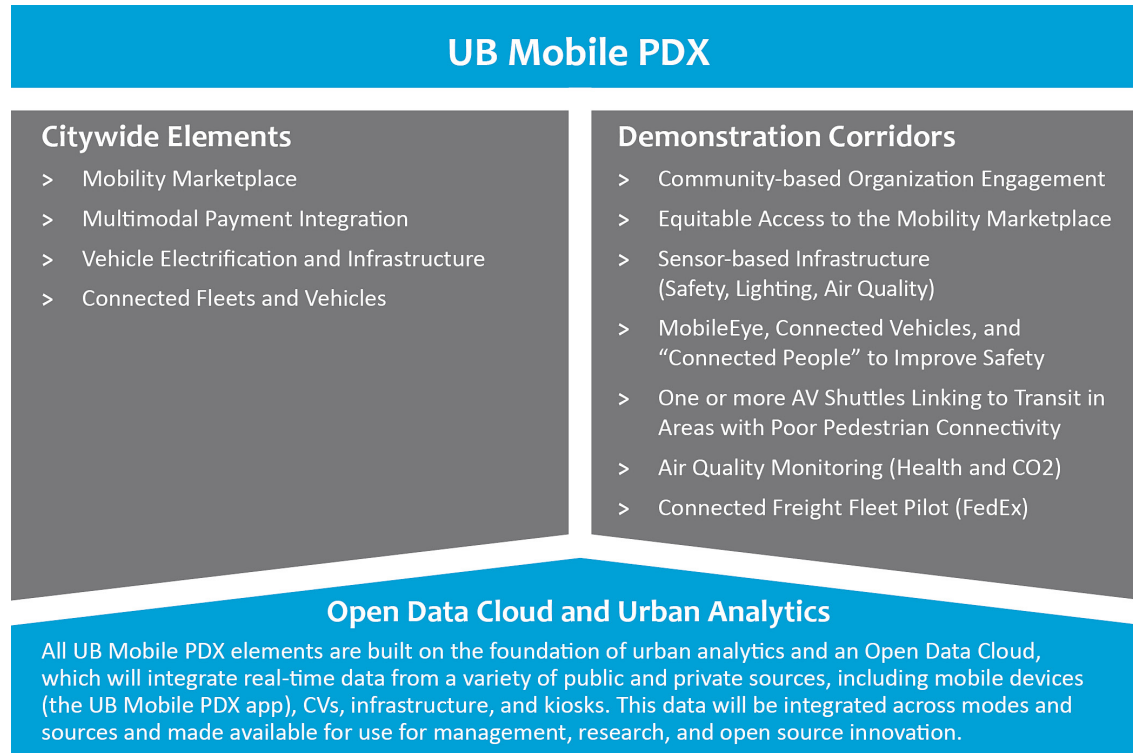 UB Mobile PDX
Citywide Elements
> Mobility Marketplace
> Multimodal Payment Integration
> Vehicle Electrification and Infrastructure
> Connected Fleets and Vehicles
Demonstration Corridors
> Community-based Organization Engagement
> Equitable Access to the Mobility Marketplace
> Sensor-based Infrastructure
(Safety, Lighting, Air Quality)
> MobileEye, Connected Vehicles, and
“Connected People” to Improve Safety
> One or more AV Shuttles Linking to Transit in
Areas with Poor Pedestrian Connectivity
> Air Quality Monitoring (Health and CO2)
> Connected Freight Fleet Pilot (FedEx)
Open Data Cloud and Urban Analytics
All UB Mobile PDX elements are built on the foundation of urban analytics and an Open Data Cloud,
which will integrate real-time data from a variety of public and private sources, including mobile devices
(the UB Mobile PDX app), CVs, infrastructure, and kiosks. This data will be integrated across modes and
sources and made available for use for management, research, and open source innovation.